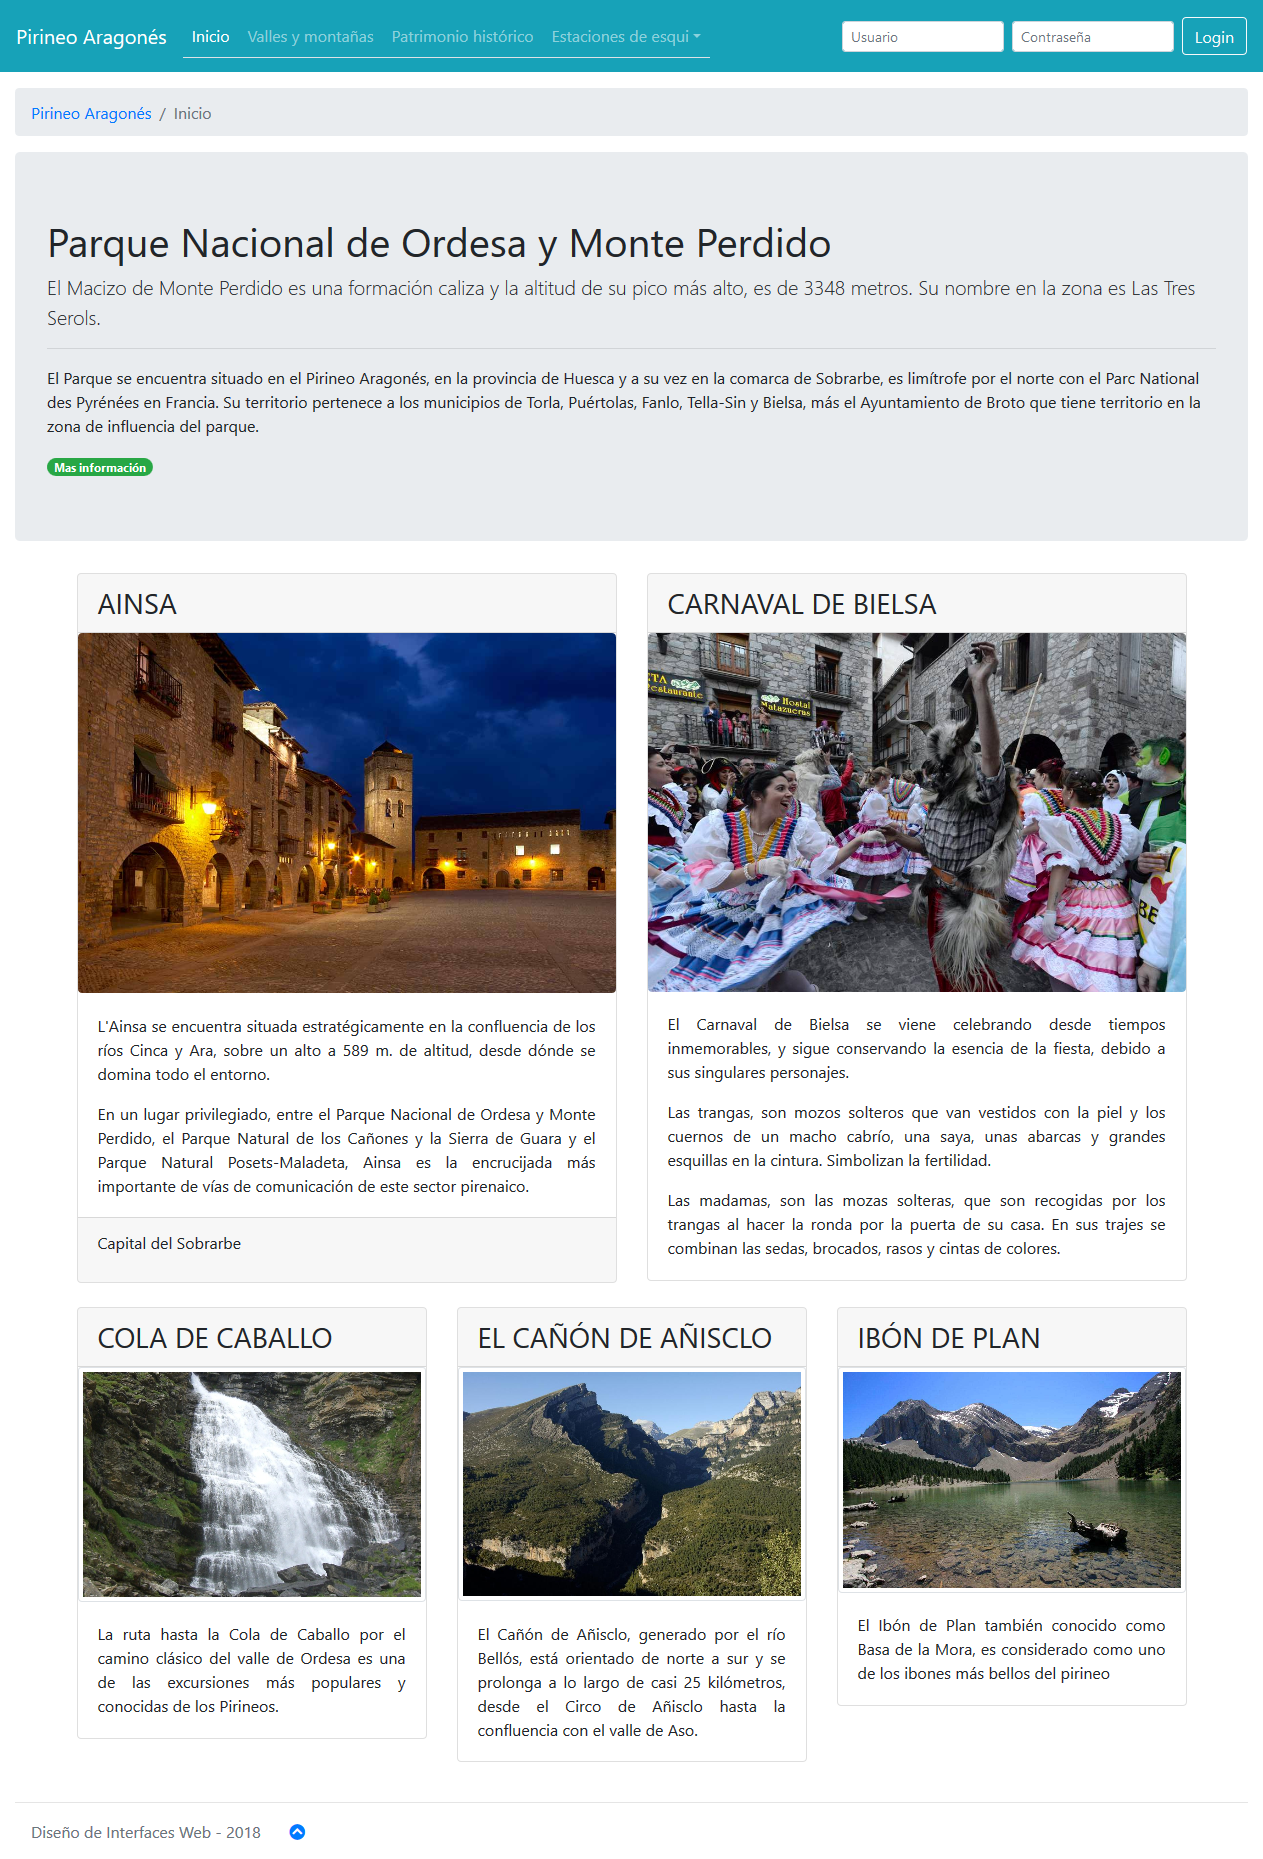 Pirineo Aragonés Inicio Valles y montañas Patrimonio histórico Estaciones de esqui Usuario Contraseña Login
Pirineo Aragonés / Inicio
Parque Nacional de Ordesa y Monte Perdido
El Macizo de Monte Perdido es una formación caliza y la altitud de su pico más alto, es de 3348 metros. Su nombre en la zona es Las Tres
Serols.
El Parque se encuentra situado en el Pirineo Aragonés, en la provincia de Huesca y a su vez en la comarca de Sobrarbe, es limítrofe por el norte con el Parc National
des Pyrénées en Francia. Su territorio pertenece a los municipios de Torla, Puértolas, Fanlo, Tella-Sin y Bielsa, más el Ayuntamiento de Broto que tiene territorio en la
zona de influencia del parque.
Mas información
AINSA
L'Ainsa se encuentra situada estratégicamente en la confluencia de los
ríos Cinca y Ara, sobre un alto a 589 m. de altitud, desde dónde se
domina todo el entorno.
En un lugar privilegiado, entre el Parque Nacional de Ordesa y Monte
Perdido, el Parque Natural de los Cañones y la Sierra de Guara y el
Parque Natural Posets-Maladeta, Ainsa es la encrucijada más
importante de vías de comunicación de este sector pirenaico.
Capital del Sobrarbe
CARNAVAL DE BIELSA
ETA
Restaurante
Hostal
Matazueras
BE
El Carnaval de Bielsa se viene celebrando desde tiempos
inmemorables, y sigue conservando la esencia de la fiesta, debido a
sus singulares personajes.
Las trangas, son mozos solteros que van vestidos con la piel y los
cuernos de un macho cabrío, una saya, unas abarcas y grandes
esquillas en la cintura. Simbolizan la fertilidad.
Las madamas, son las mozas solteras, que son recogidas por los
trangas al hacer la ronda por la puerta de su casa. En sus trajes se
combinan las sedas, brocados, rasos y cintas de colores.
COLA DE CABALLO
La ruta hasta la Cola de Caballo por el
camino clásico del valle de Ordesa es una
de las excursiones más populares y
conocidas de los Pirineos.
EL CAÑÓN DE AÑISCLO
El Cañón de Añisclo, generado por el río
Bellós, está orientado de norte a sur y se
prolonga a lo largo de casi 25 kilómetros,
desde el Circo de Añisclo hasta la
confluencia con el valle de Aso.
IBÓN DE PLAN
El Ibón de Plan también conocido como
Basa de la Mora, es considerado como uno
de los ibones más bellos del pirineo
Diseño de Interfaces Web - 2018